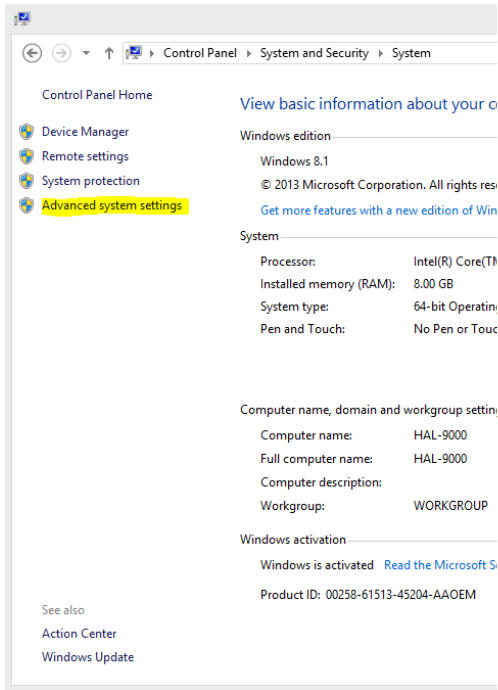 Control Panel System and Security System
Control Panel Home
Device Manager
Remote settings
System protection
Advanced system settings
See also
Action Center
Windows Update
View basic information about your c
Windows edition
Windows 8.1
© 2013 Microsoft Corporation. All rights res
Get more features with a new edition of Win
System
Processor: Intel(R) Core(TM
Installed memory (RAM): 8.00 GB
System type: 64-bit Operating
Pen and Touch: No Pen or Touc
Computer name, domain and workgroup setting
Computer name: HAL-9000
Full computer name: HAL-9000
Computer description:
Workgroup: WORKGROUP
Windows activation
Windows is activated Read the Microsoft S
Product ID: 00258-61513-45204-AAOEM